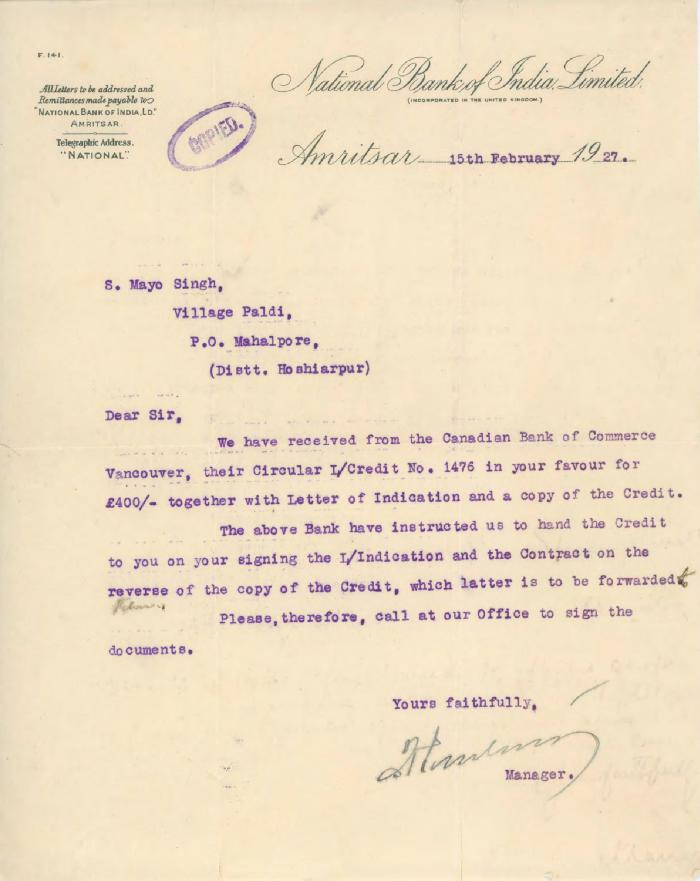 F. 141.
All Letters to be addressed and
Remittances made payable to
"NATIONAL BANK OF INDIA, LD."
AMRITSAR.
Telegraphic Address.
"NATIONAL".
COPIED.
National Bank of India, Limited.
(INCORPORATED IN THE UNITED KINGDOM.)
Amritsar 15th February 1927.
S. Mayo Singh,
Village Paldi,
P.O. Mahalpore,
(Distt. Hoshiarpur)
Dear Sir,
We have received from the Canadian Bank of Commerce
Vancouver, their Circular L/Credit No. 1476 in your favour for
£400/- together with Letter of Indication and a copy of the Credit.
The above Bank have instructed us to hand the Credit
to you on your signing the L/Indication and the Contract on the
reverse of the copy of the Credit, which latter is to be forwarded to
Please, therefore, call at our Office to sign the
documents.
Yours faithfully,
Manager.